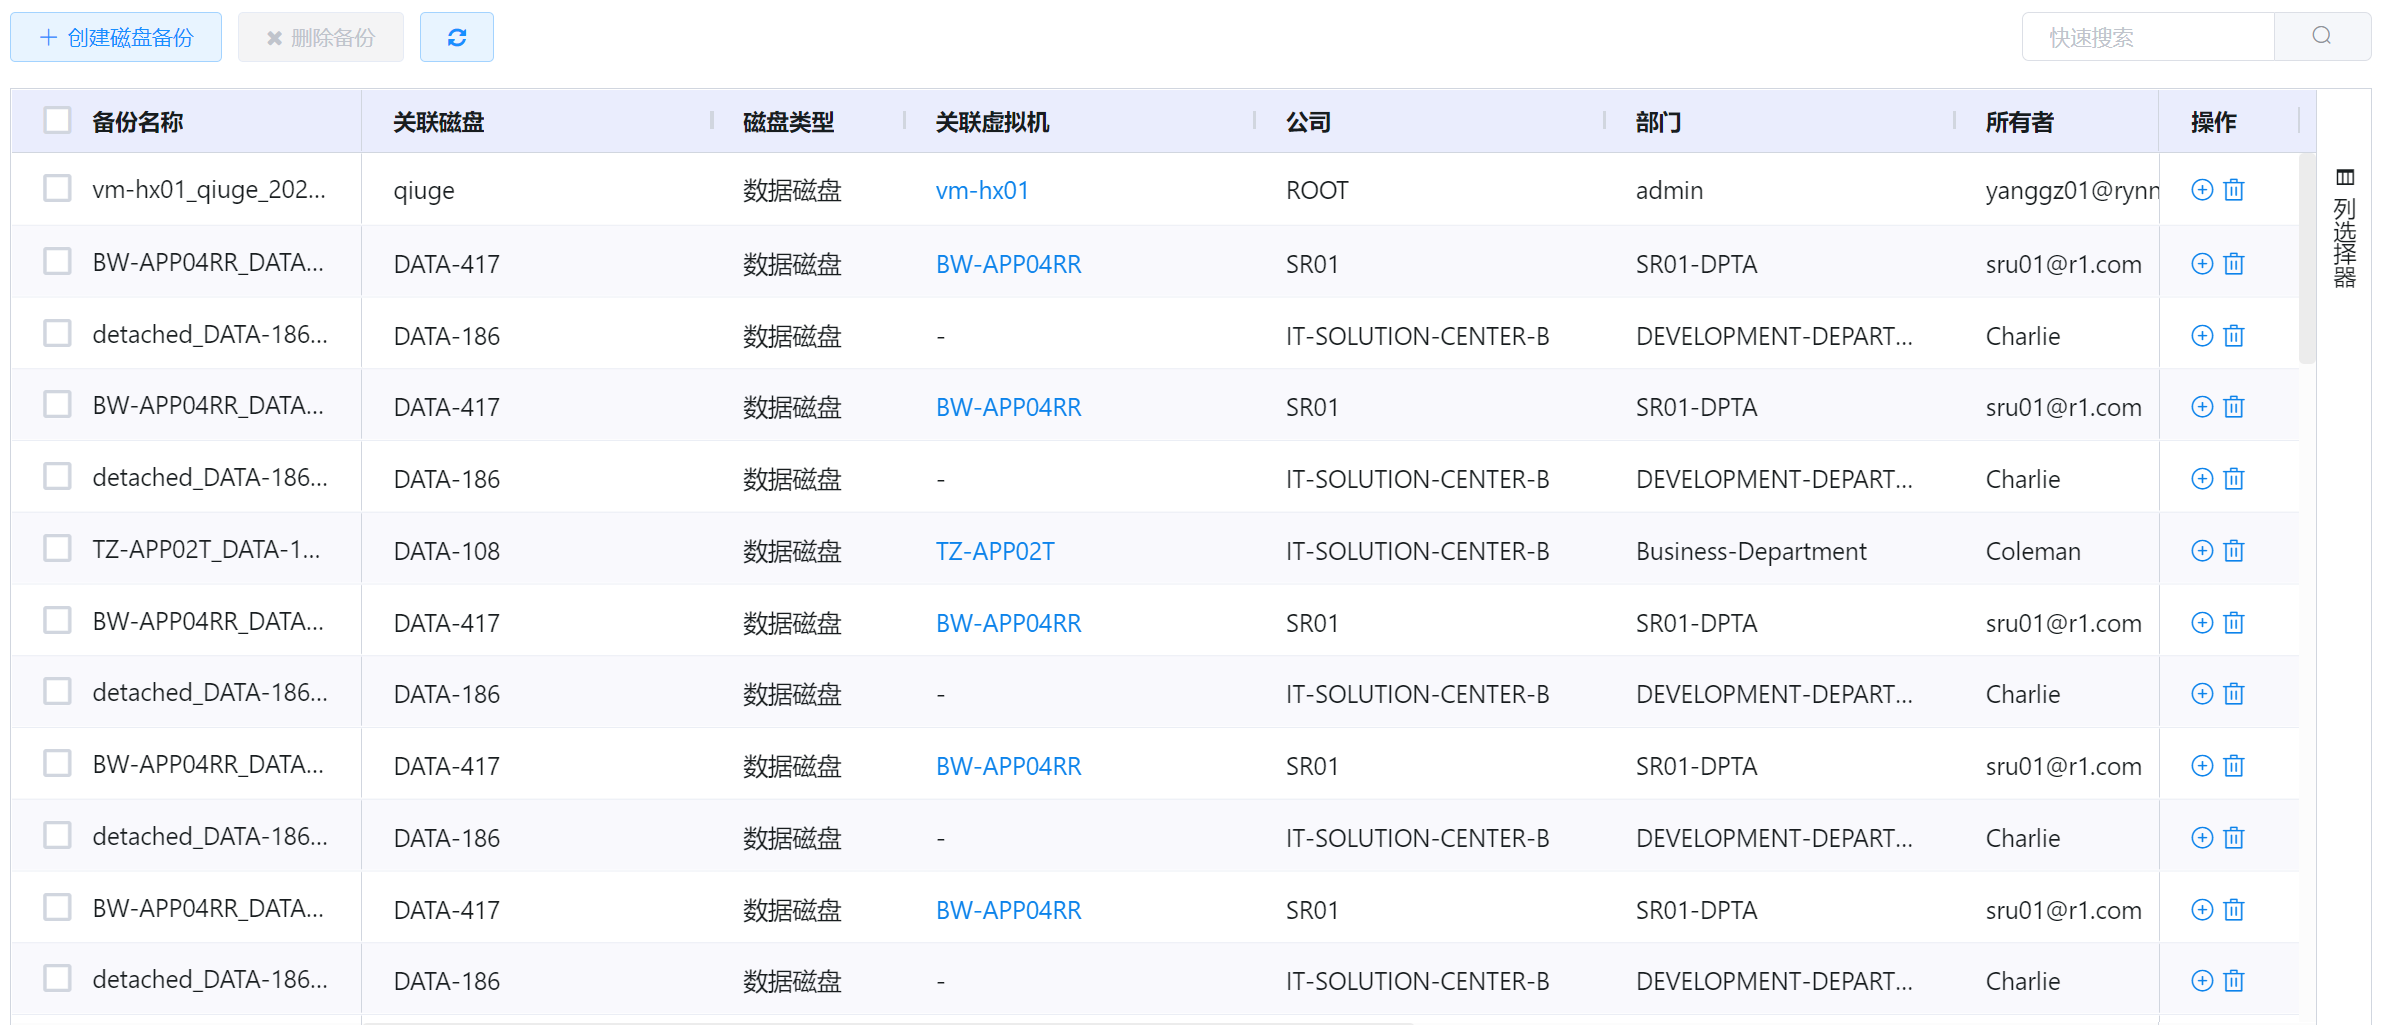 创建磁盘备份 删除备份 快速搜索
备份名称 关联磁盘 磁盘类型 关联虚拟机 公司 部门 所有者 操作
vm-hx01_qiuge_202... qiuge 数据磁盘 vm-hx01 ROOT admin yanggz01@rynn
BW-APP04RR_DATA... DATA-417 数据磁盘 BW-APP04RR SR01 SR01-DPTA sru01@r1.com
detached_DATA-186... DATA-186 数据磁盘 - IT-SOLUTION-CENTER-B DEVELOPMENT-DEPART... Charlie
BW-APP04RR_DATA... DATA-417 数据磁盘 BW-APP04RR SR01 SR01-DPTA sru01@r1.com
detached_DATA-186... DATA-186 数据磁盘 - IT-SOLUTION-CENTER-B DEVELOPMENT-DEPART... Charlie
TZ-APP02T_DATA-1... DATA-108 数据磁盘 TZ-APP02T IT-SOLUTION-CENTER-B Business-Department Coleman
BW-APP04RR_DATA... DATA-417 数据磁盘 BW-APP04RR SR01 SR01-DPTA sru01@r1.com
detached_DATA-186... DATA-186 数据磁盘 - IT-SOLUTION-CENTER-B DEVELOPMENT-DEPART... Charlie
BW-APP04RR_DATA... DATA-417 数据磁盘 BW-APP04RR SR01 SR01-DPTA sru01@r1.com
detached_DATA-186... DATA-186 数据磁盘 - IT-SOLUTION-CENTER-B DEVELOPMENT-DEPART... Charlie
BW-APP04RR_DATA... DATA-417 数据磁盘 BW-APP04RR SR01 SR01-DPTA sru01@r1.com
detached_DATA-186... DATA-186 数据磁盘 - IT-SOLUTION-CENTER-B DEVELOPMENT-DEPART... Charlie
列选择器